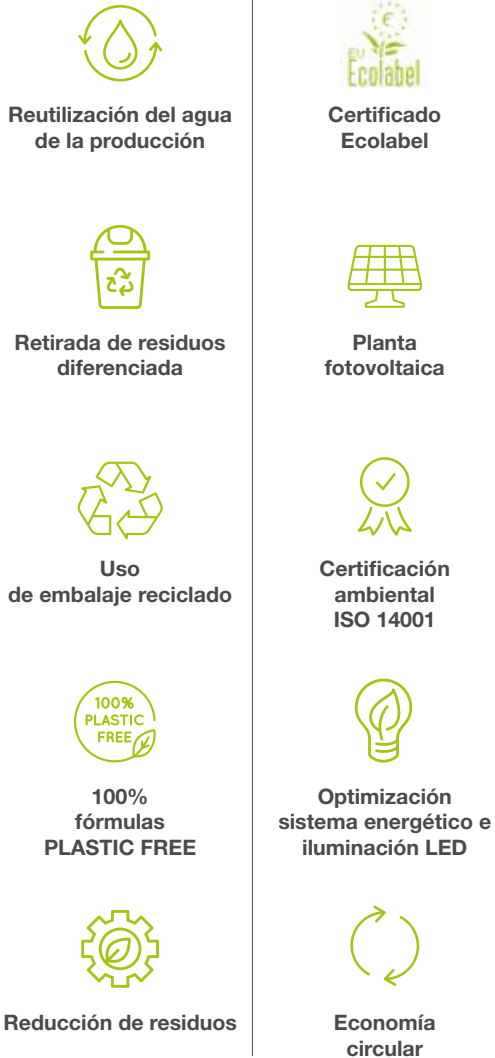 Reutilización del agua
de la producción
€
EU
Ecolabel
Certificado
Ecolabel
Retirada de residuos
diferenciada
Planta
fotovoltaica
Uso
de embalaje reciclado
Certificación
ambiental
ISO 14001
100%
PLASTIC
FREE
100%
fórmulas
PLASTIC FREE
Optimización
sistema energético e
iluminación LED
Reducción de residuos
Economía
circular